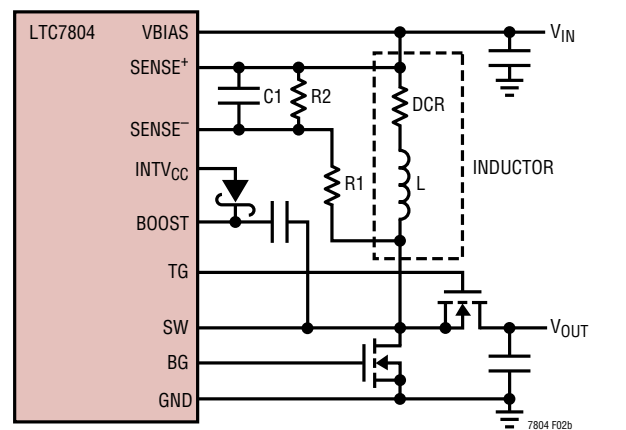 LTC7804
VBIAS
VIN
SENSE+
C1
R2
DCR
SENSE−
INTVCC
R1
L
INDUCTOR
BOOST
TG
SW
VOUT
BG
GND
7804 F02b